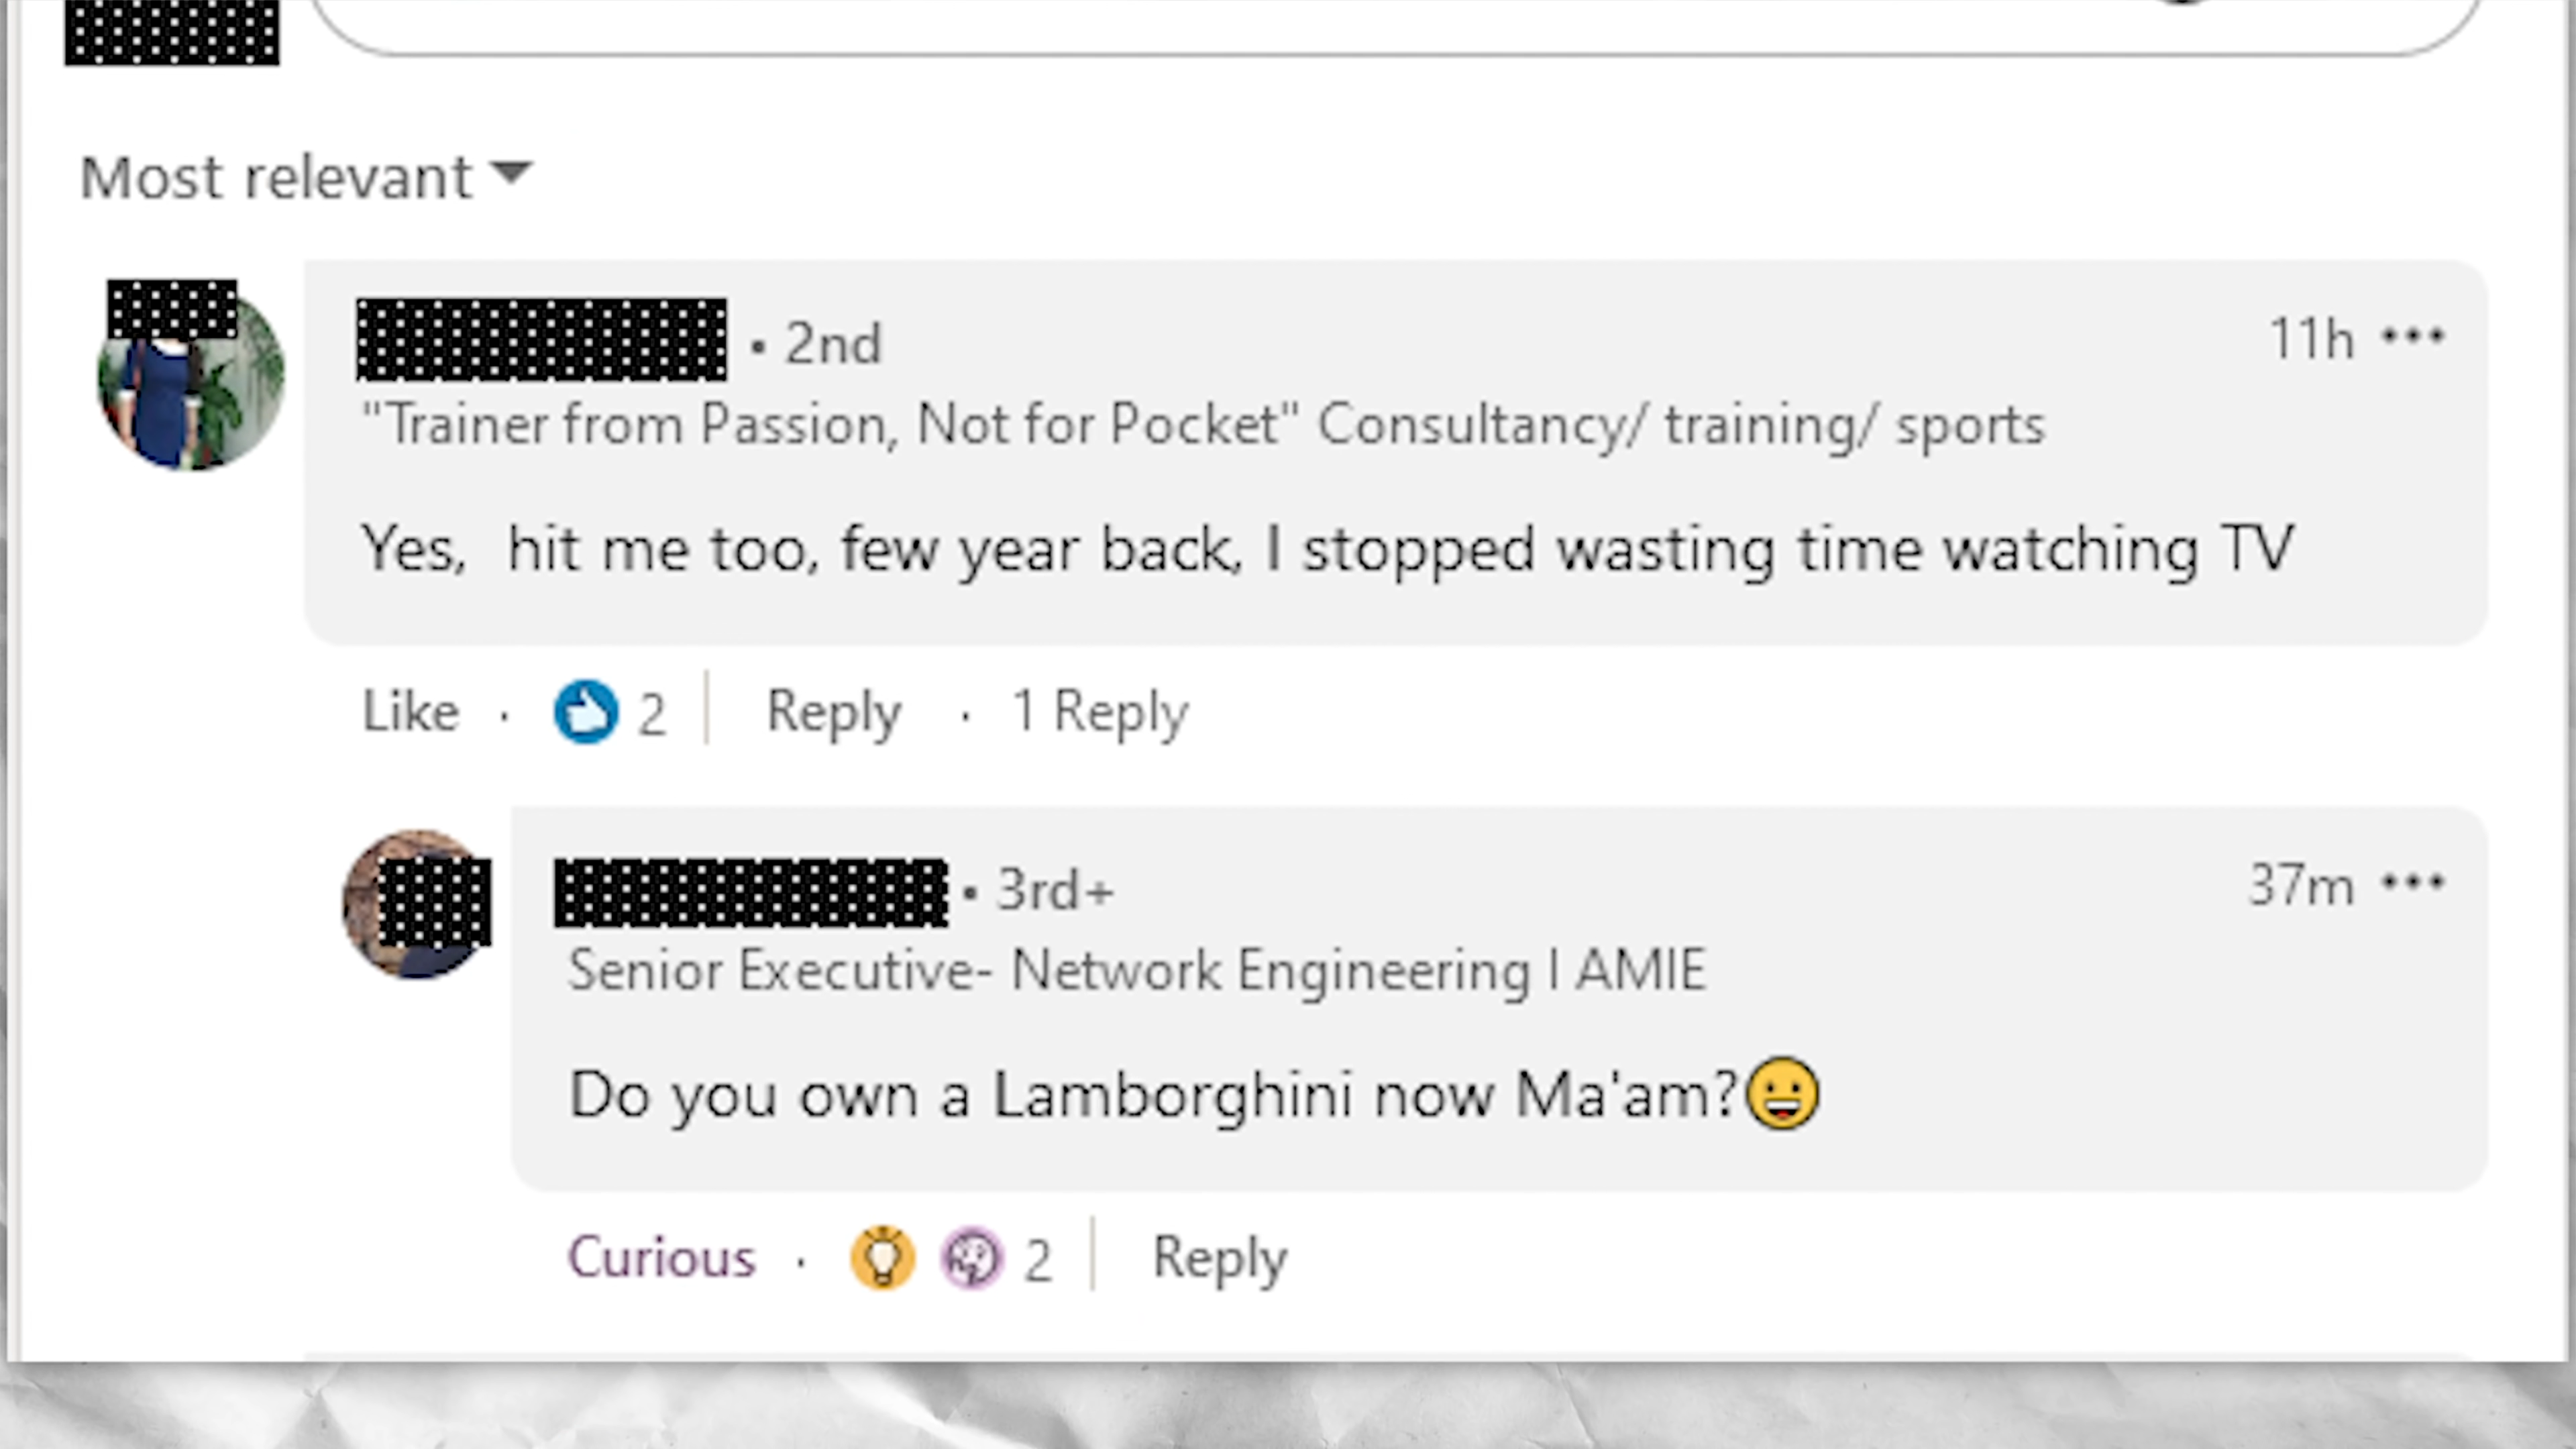 Most relevant
• 2nd
11h •••
"Trainer from Passion, Not for Pocket" Consultancy/ training/ sports
Yes,  hit me too, few year back, I stopped wasting time watching TV
Like · 2 | Reply · 1 Reply
• 3rd+
37m •••
Senior Executive- Network Engineering I AMIE
Do you own a Lamborghini now Ma'am?😀
Curious · 2 | Reply